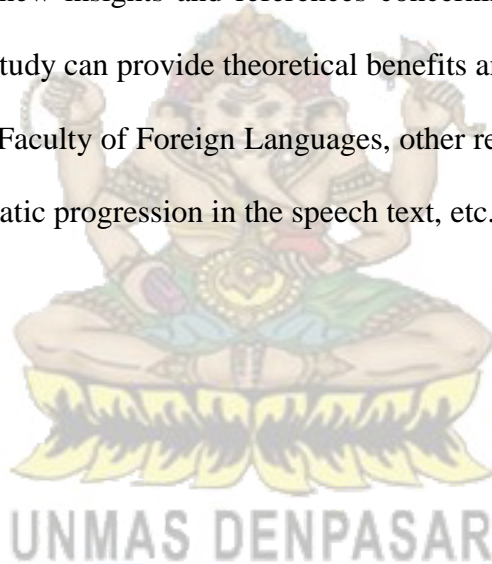 new insights and references concerni
tudy can provide theoretical benefits a
Faculty of Foreign Languages, other re
atic progression in the speech text, etc.
UNMAS DENPASAR